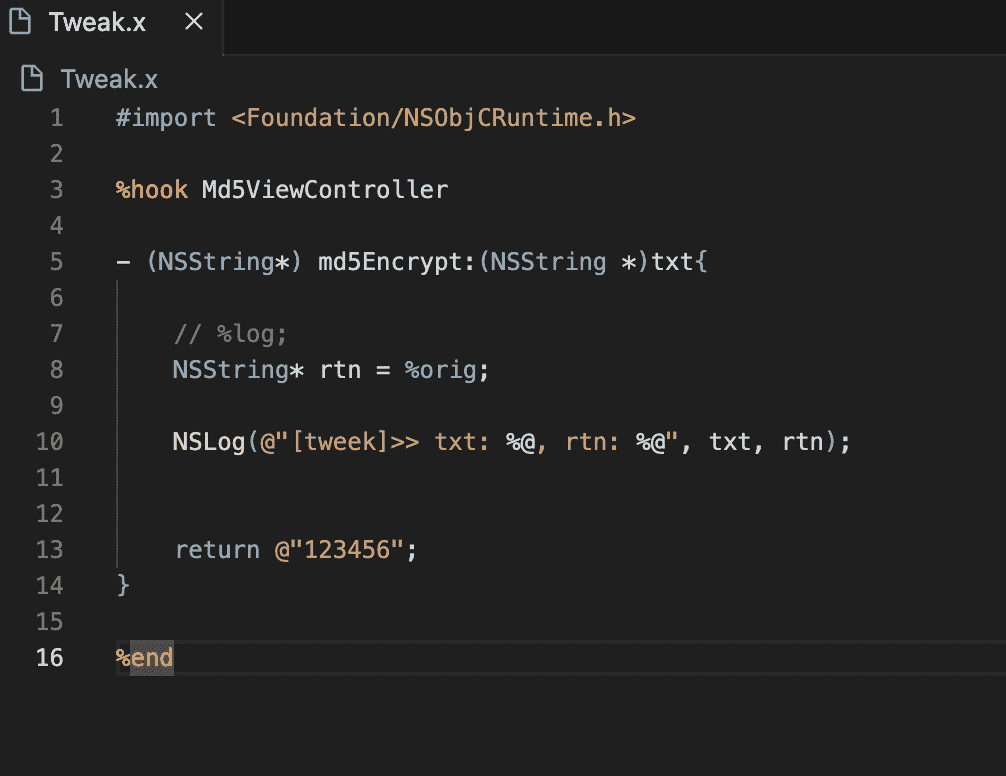 Tweak.x ×
Tweak.x
1 #import <Foundation/NSObjCRuntime.h>
2
3 %hook Md5ViewController
4
5 - (NSString*) md5Encrypt:(NSString *)txt{
6
7 // %log;
8 NSString* rtn = %orig;
9
10 NSLog(@"[tweek]>> txt: %@, rtn: %@", txt, rtn);
11
12
13 return @"123456";
14 }
15
16 %end